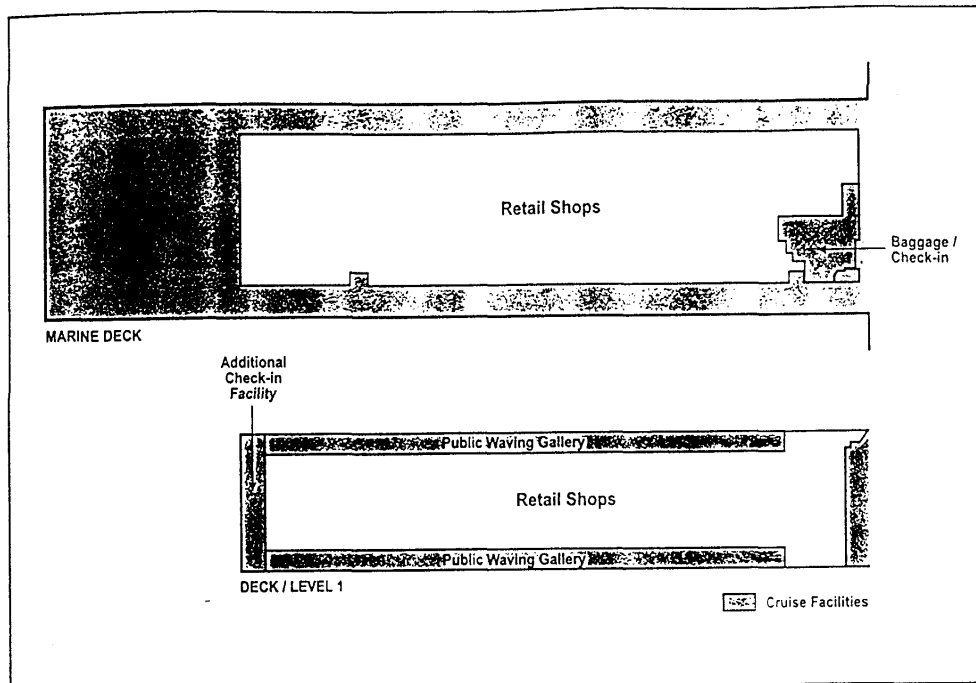 Retail Shops
Baggage /
Check-in
MARINE DECK
Additional
Check-in
Facility
Public Waving Gallery
Retail Shops
Public Waving Gallery
DECK / LEVEL 1
Cruise Facilities